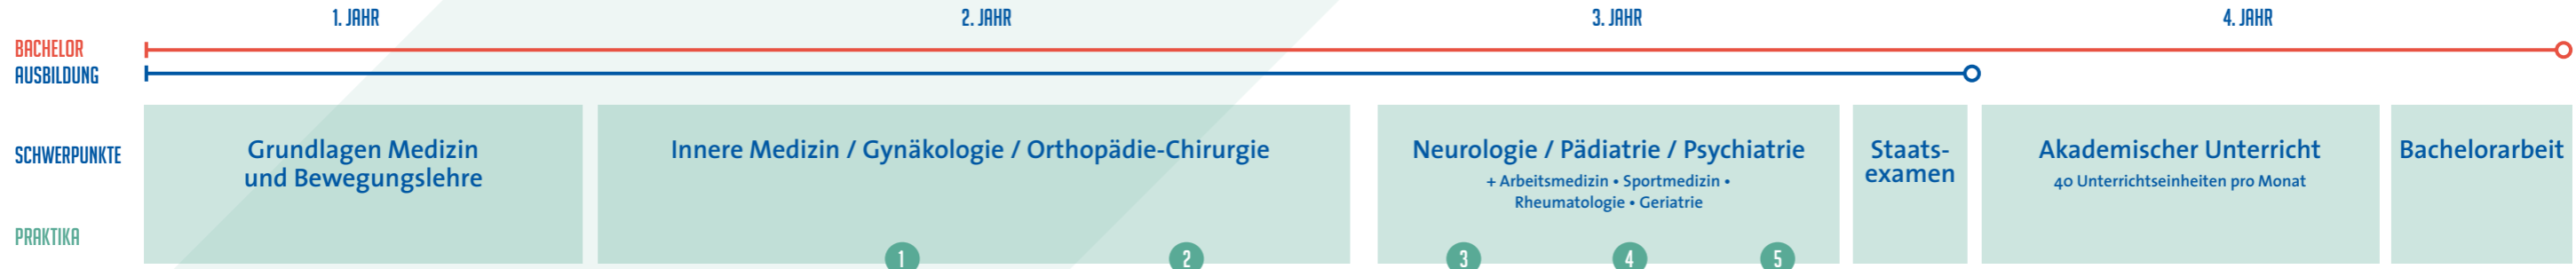 1. JAHR
2. JAHR
3. JAHR
4. JAHR
BACHELOR
AUSBILDUNG
SCHWERPUNKTE
Grundlagen Medizin
und Bewegungslehre
Innere Medizin / Gynäkologie / Orthopädie-Chirurgie
Neurologie / Pädiatrie / Psychiatrie
+ Arbeitsmedizin • Sportmedizin •
Rheumatologie • Geriatrie
Staats-
examen
Akademischer Unterricht
40 Unterrichtseinheiten pro Monat
Bachelorarbeit
PRAKTIKA
1
2
3
4
5